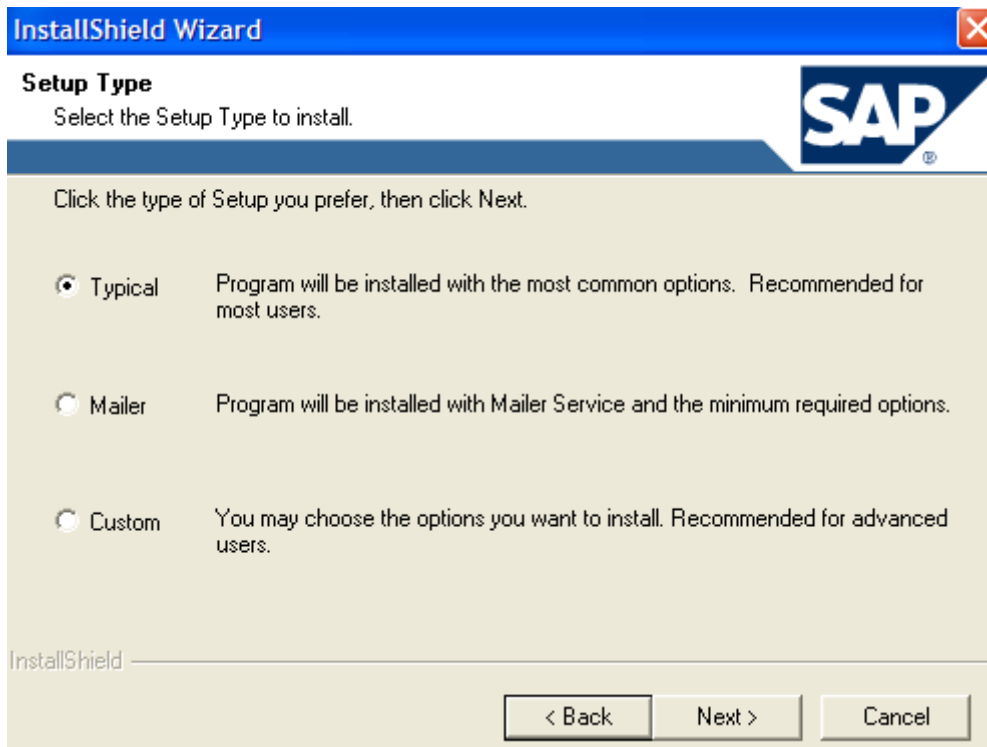 InstallShield Wizard
Setup Type
Select the Setup Type to install.
SAP
®
Click the type of Setup you prefer, then click Next.
Typical
Program will be installed with the most common options.  Recommended for
most users.
Mailer
Program will be installed with Mailer Service and the minimum required options.
Custom
You may choose the options you want to install. Recommended for advanced
users.
InstallShield
< Back
Next >
Cancel